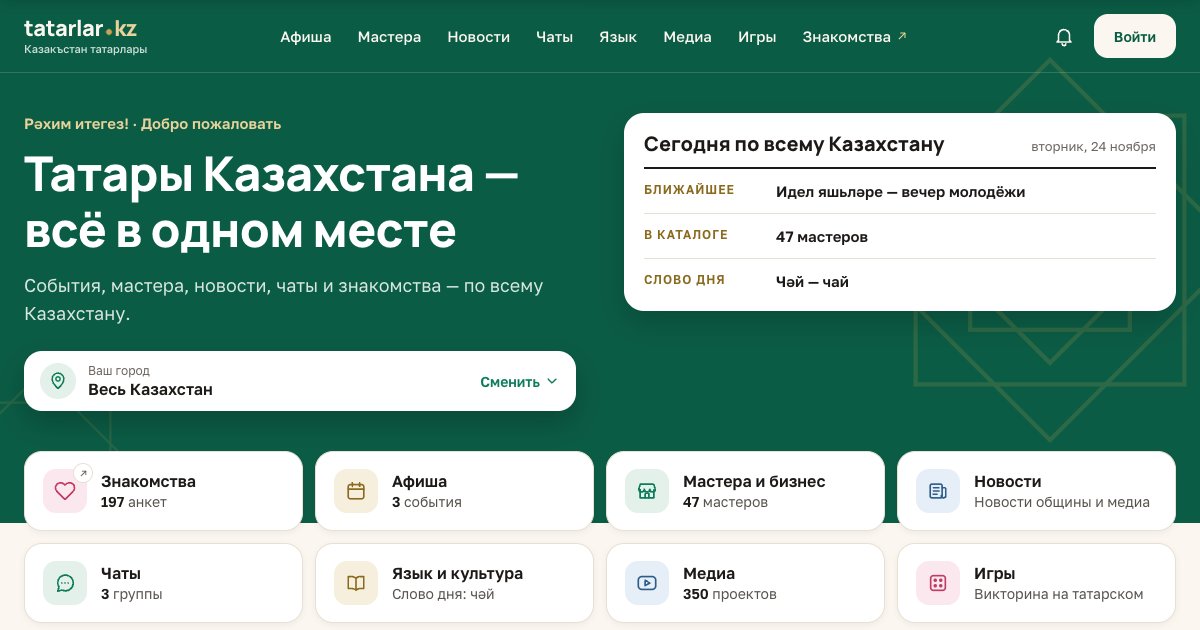 tatarlar•kz
Казакъстан татарлары
Афиша
Мастера
Новости
Чаты
Язык
Медиа
Игры
Знакомства ↗
Войти
Рәхим итегез! · Добро пожаловать
Татары Казахстана —
всё в одном месте
События, мастера, новости, чаты и знакомства — по всему
Казахстану.
Ваш город
Весь Казахстан
Сменить
Сегодня по всему Казахстану
вторник, 24 ноября
БЛИЖАЙШЕЕ
Идел яшьләре — вечер молодёжи
В КАТАЛОГЕ
47 мастеров
СЛОВО ДНЯ
Чәй — чай
Знакомства
197 анкет
Афиша
3 события
Мастера и бизнес
47 мастеров
Новости
Новости общины и медиа
Чаты
3 группы
Язык и культура
Слово дня: чәй
Медиа
350 проектов
Игры
Викторина на татарском